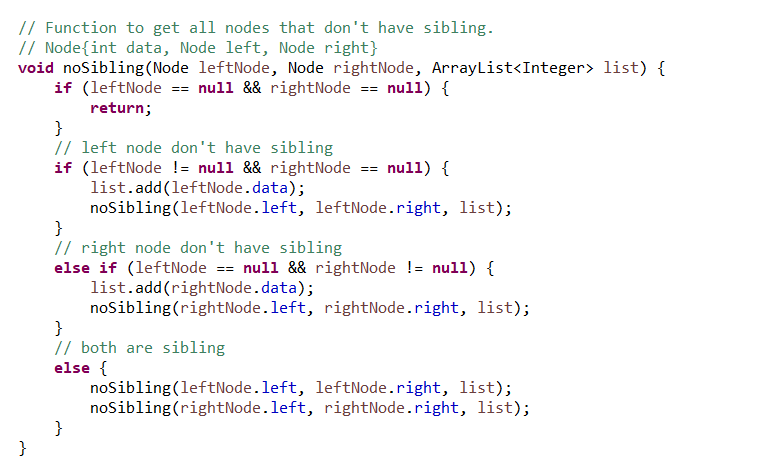 // Function to get all nodes that don't have sibling.
// Node{int data, Node left, Node right}
void noSibling(Node leftNode, Node rightNode, ArrayList<Integer> list) {
    if (leftNode == null && rightNode == null) {
        return;
    }
    // left node don't have sibling
    if (leftNode != null && rightNode == null) {
        list.add(leftNode.data);
        noSibling(leftNode.left, leftNode.right, list);
    }
    // right node don't have sibling
    else if (leftNode == null && rightNode != null) {
        list.add(rightNode.data);
        noSibling(rightNode.left, rightNode.right, list);
    }
    // both are sibling
    else {
        noSibling(leftNode.left, leftNode.right, list);
        noSibling(rightNode.left, rightNode.right, list);
    }
}